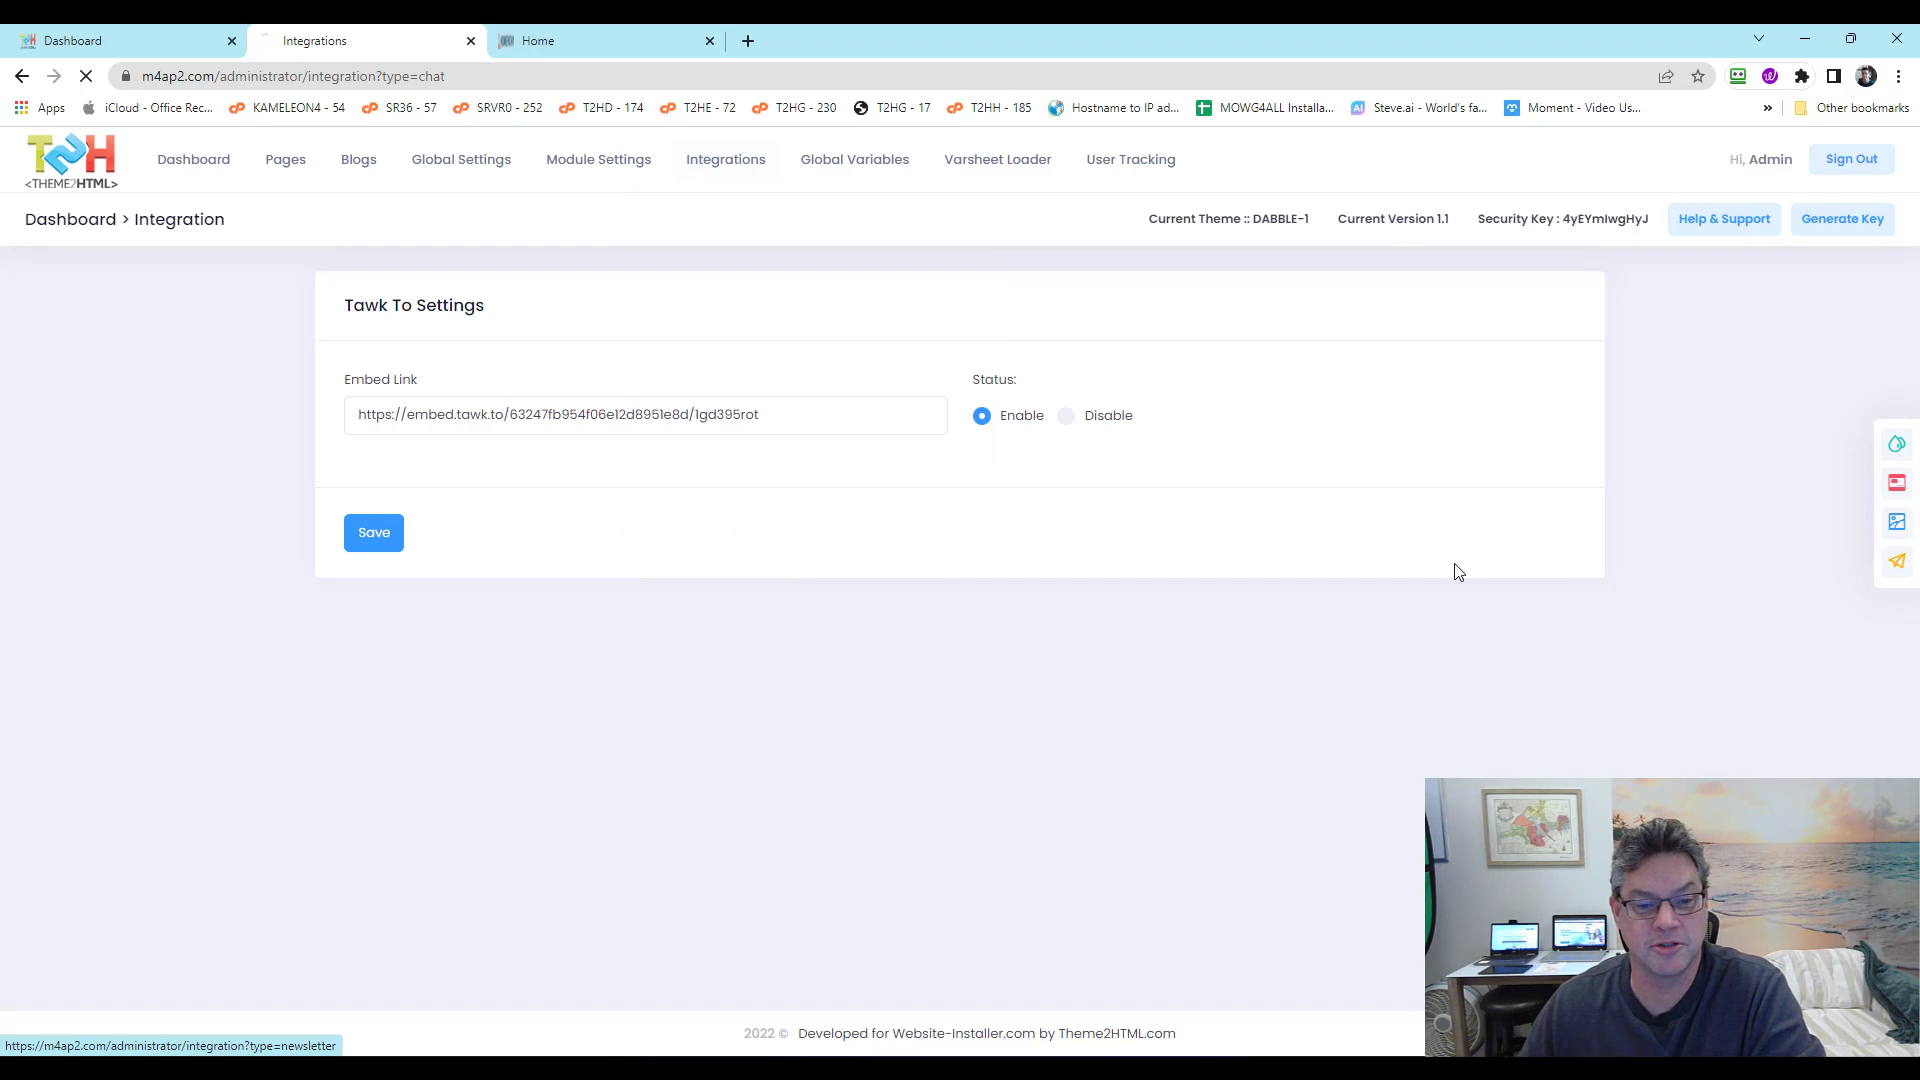 Dashboard
Integrations
Home
m4ap2.com/administrator/integration?type=chat
Apps
iCloud - Office Rec...
KAMELEON4 - 54
SR36 - 57
SRVR0 - 252
T2HD - 174
T2HE - 72
T2HG - 230
T2HG - 17
T2HH - 185
Hostname to IP ad...
MOWG4ALL Installa...
Steve.ai - World's fa...
Moment - Video Us...
»
Other bookmarks
T2H
<THEME2HTML>
Dashboard
Pages
Blogs
Global Settings
Module Settings
Integrations
Global Variables
Varsheet Loader
User Tracking
Hi, Admin
Sign Out
Dashboard > Integration
Current Theme :: DABBLE-1
Current Version 1.1
Security Key : 4yEYmIwgHyJ
Help & Support
Generate Key
Tawk To Settings
Embed Link
https://embed.tawk.to/63247fb954f06e12d8951e8d/1gd395rot
Status:
Enable
Disable
Save
2022 © Developed for Website-Installer.com by Theme2HTML.com
https://m4ap2.com/administrator/integration?type=newsletter